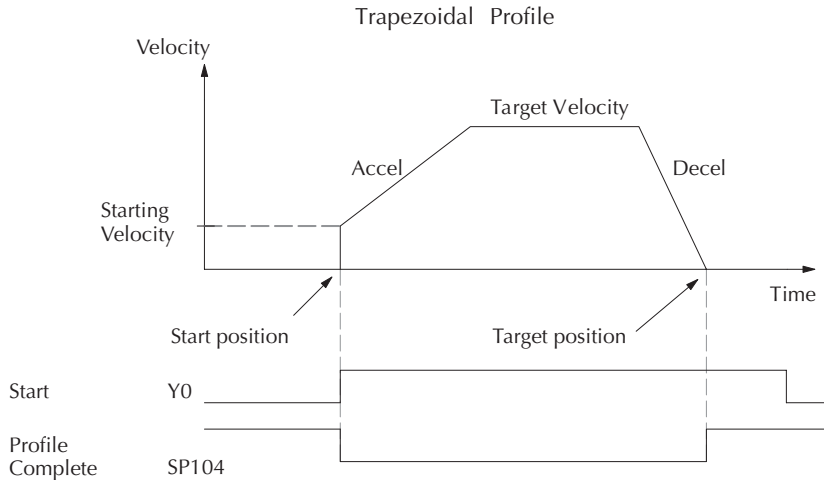 Trapezoidal Profile
Velocity
Target Velocity
Accel
Decel
Starting
Velocity
Time
Start position
Target position
Start Y0
Profile
Complete SP104